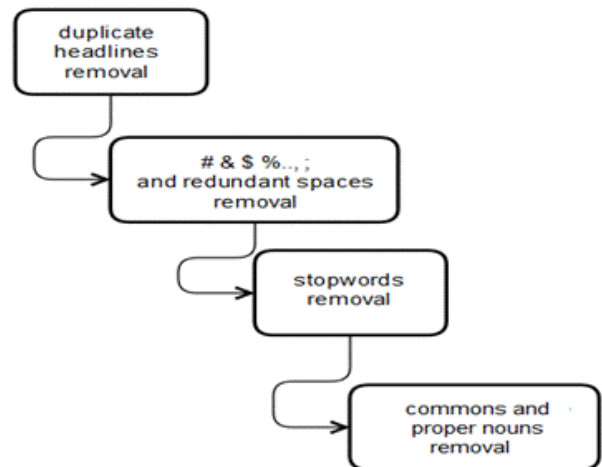 duplicate
headlines
removal
# & $ %.., ;
and redundant spaces
removal
stopwords
removal
commons and
proper nouns
removal